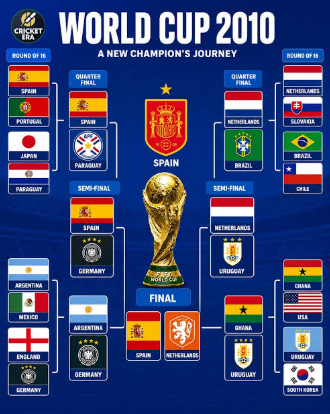 CRICKET
ERA
WORLD CUP 2010
A NEW CHAMPION'S JOURNEY
ROUND OF 16
ROUND OF 16
QUARTER
FINAL
QUARTER
FINAL
SPAIN
PORTUGAL
JAPAN
PARAGUAY
SPAIN
PARAGUAY
SPAIN
NETHERLANDS
BRAZIL
NETHERLANDS
SLOVAKIA
BRAZIL
CHILE
SEMI-FINAL
SEMI-FINAL
SPAIN
GERMANY
NETHERLANDS
URUGUAY
WORLD CUP
FINAL
SPAIN
NETHERLANDS
ARGENTINA
MEXICO
ENGLAND
GERMANY
ARGENTINA
GERMANY
GHANA
URUGUAY
GHANA
USA
URUGUAY
SOUTH KOREA